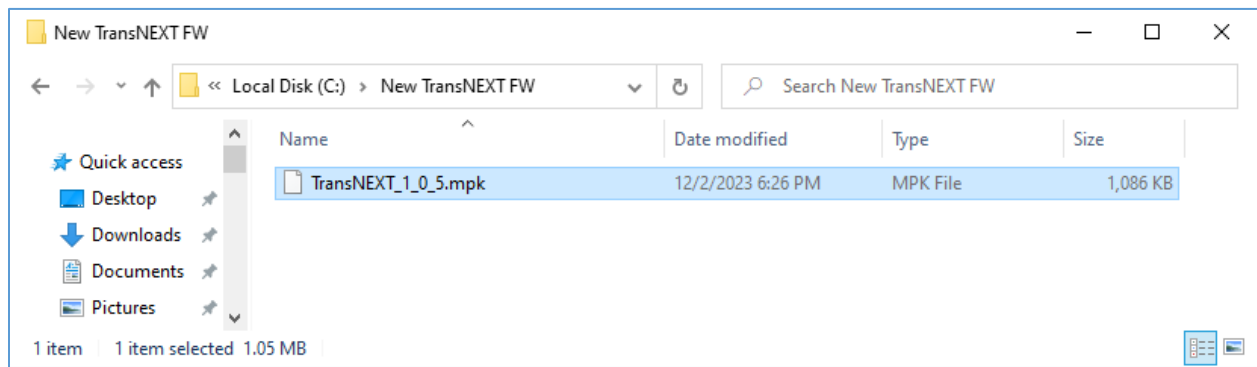 New TransNEXT FW
« Local Disk (C:) > New TransNEXT FW
Search New TransNEXT FW
Name Date modified Type Size
Quick access
TransNEXT_1_0_5.mpk 12/2/2023 6:26 PM MPK File 1,086 KB
Desktop
Downloads
Documents
Pictures
1 item 1 item selected 1.05 MB